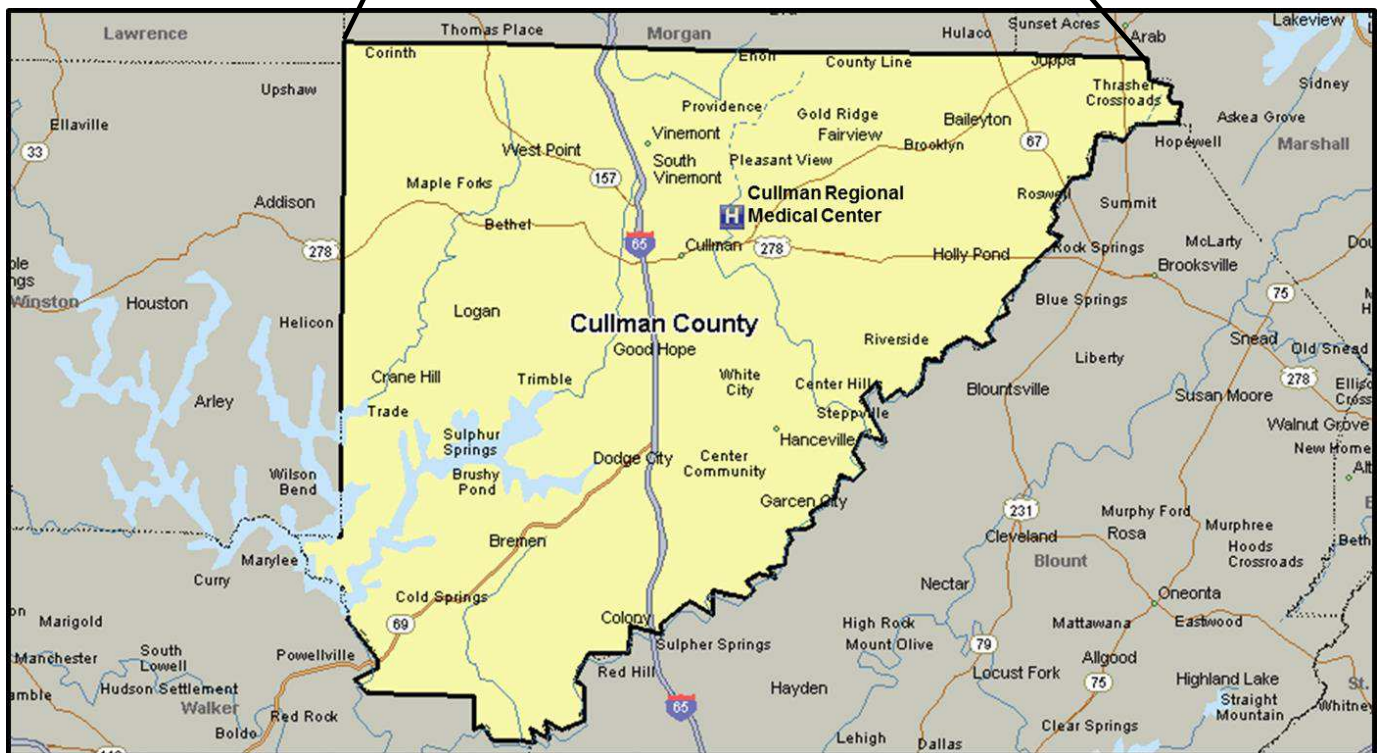 Lawrence
Thomas Place
Morgan
Hulaco
Sunset Acres
Arab
Lakeview
Corinth
Enon
County Line
Juppa
Upshaw
Providence
Gold Ridge
Thrasher
Crossroads
Sidney
Ellaville
33
Vinemont
Fairview
Baileyton
Askea Grove
West Point
South
Vinemont
Pleasant View
Brooklyn
67
Hopewell
Marshall
157
Maple Forks
Addison
Cullman Regional
Medical Center
H
Roswell
Summit
Bethel
278
65
Cullman
278
Holly Pond
Rock Springs
McLarty
Brooksville
Winston
Houston
Helicon
Logan
Cullman County
Blue Springs
75
Good Hope
Riverside
Snead
Old Snead
Liberty
278
Crane Hill
Trimble
White
City
Center Hill
Blountsville
Susan Moore
Arley
Trade
Steppville
Walnut Grove
Sulphur
Springs
Hanceville
New Home
Dodge City
Center
Community
Wilson
Bend
Brushy
Pond
Garcen City
231
Murphy Ford
Bremen
Cleveland
Rosa
Murphree
Hoods
Crossroads
Marylee
Blount
Curry
Nectar
Cold Springs
Oneonta
Colony
69
High Rock
Mattawana
Eastwood
Marigold
Sulpher Springs
Mount Olive
79
South
Lowell
Manchester
Powellville
Red Hill
Allgood
Locust Fork
75
Highland Lake
St.
Hudson Settlement
Hayden
Straight
Mountain
Walker
Red Rock
65
Clear Springs
Boldo
Lehigh
Dallas